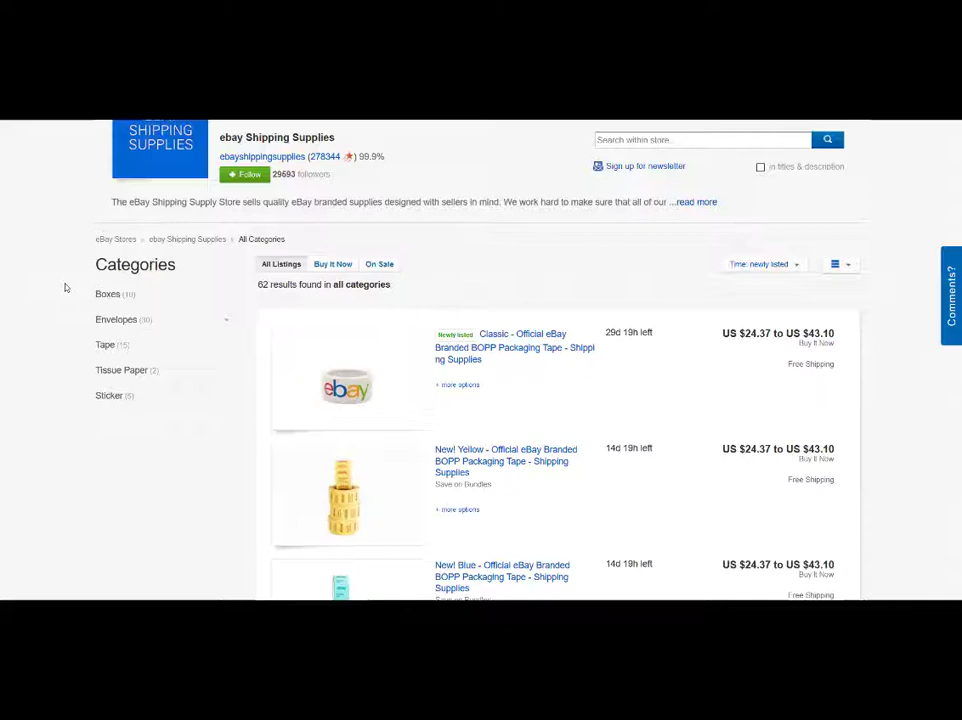 SHIPPING
SUPPLIES
ebay Shipping Supplies
ebayshippingsupplies (278344 ) 99.9%
+ Follow 29693 followers
Search within store...
Sign up for newsletter
in titles & description
The eBay Shipping Supply Store sells quality eBay branded supplies designed with sellers in mind. We work hard to make sure that all of our ...read more
eBay Stores » ebay Shipping Supplies › All Categories
Categories
All Listings Buy It Now On Sale
Time: newly listed
62 results found in all categories
Boxes (10)
Envelopes (30)
Tape (15)
Tissue Paper (2)
Sticker (5)
Comments?
ebay
Newly listed Classic - Official eBay
Branded BOPP Packaging Tape - Shippi
ng Supplies
+ more options
29d 19h left
US $24.37 to US $43.10
Buy It Now
Free Shipping
New! Yellow - Official eBay Branded
BOPP Packaging Tape - Shipping
Supplies
Save on Bundles
+ more options
14d 19h left
US $24.37 to US $43.10
Buy It Now
Free Shipping
New! Blue - Official eBay Branded
BOPP Packaging Tape - Shipping
Supplies
Save on Bundles
14d 19h left
US $24.37 to US $43.10
Buy It Now
Free Shipping